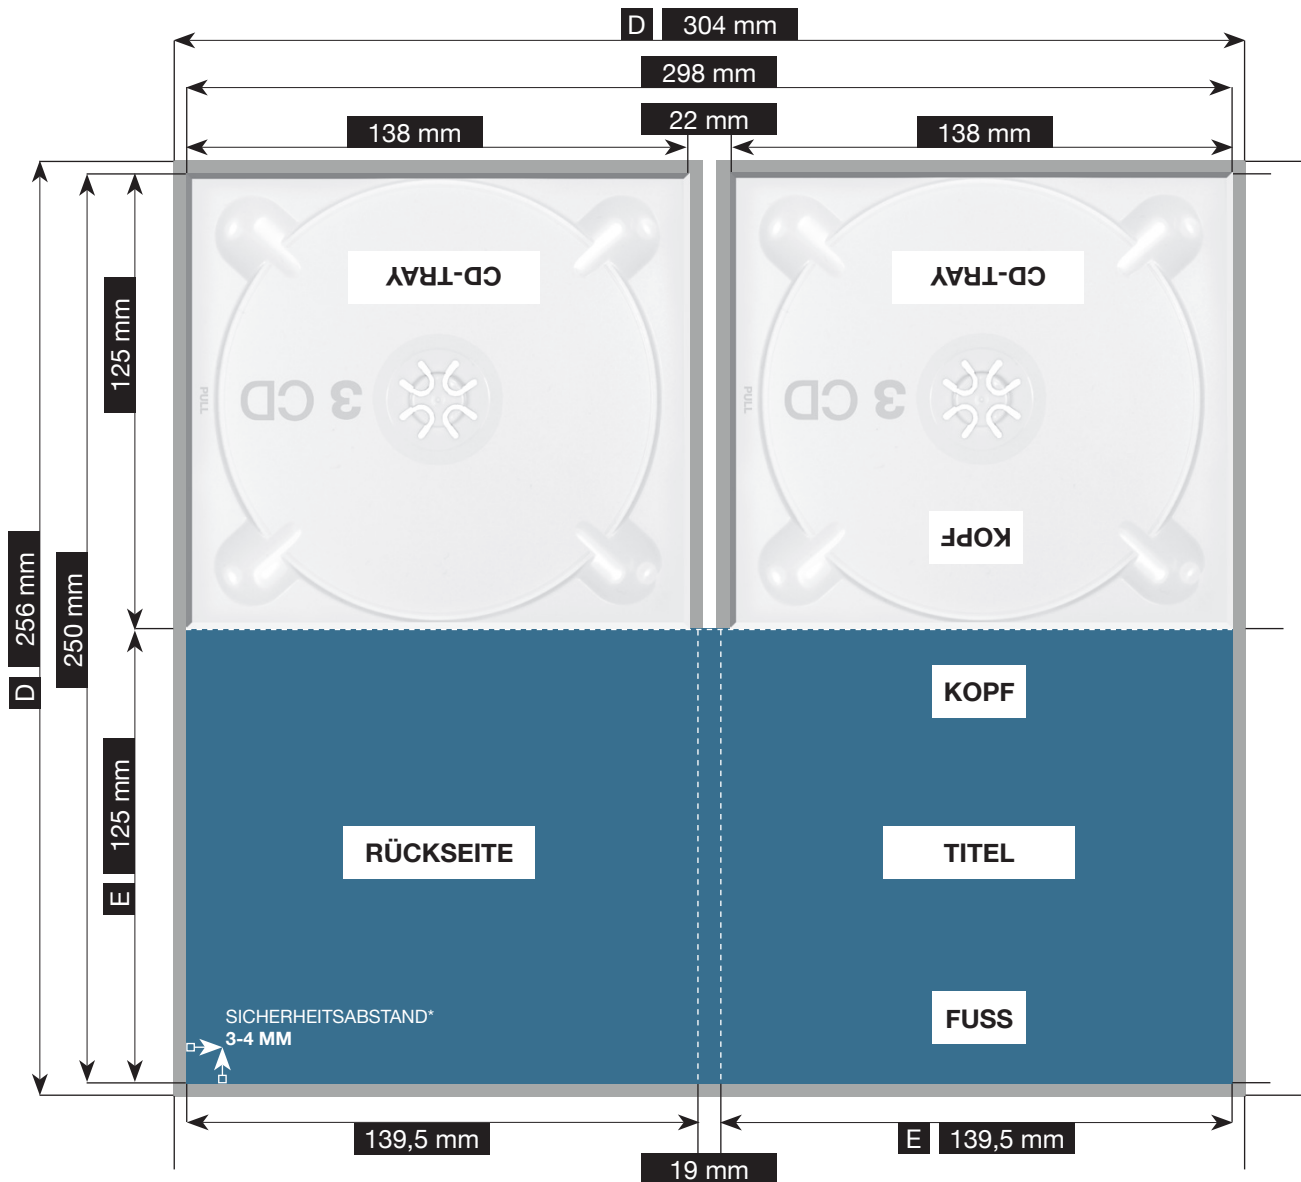 D 304 mm
298 mm
138 mm
22 mm
138 mm
CD-TRAY
CD-TRAY
125 mm
PULL
3 CD
PULL
3 CD
KOPF
D 256 mm
250 mm
KOPF
E 125 mm
RÜCKSEITE
TITEL
SICHERHEITSABSTAND*
3-4 MM
FUSS
139,5 mm
E 139,5 mm
19 mm